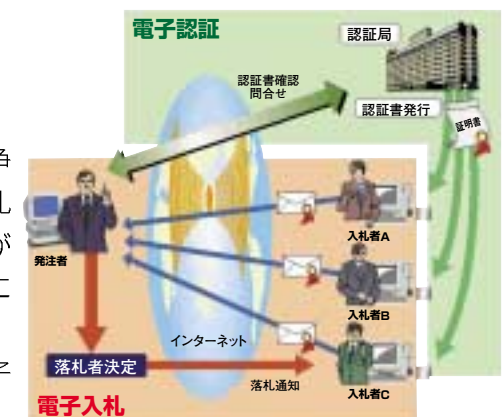 電子認証
認証局
認証書確認
問合せ
認証書発行
証明書
札
が
に
発注者
入札者A
入札者B
インターネット
落札者決定
落札通知
入札者C
電子入札